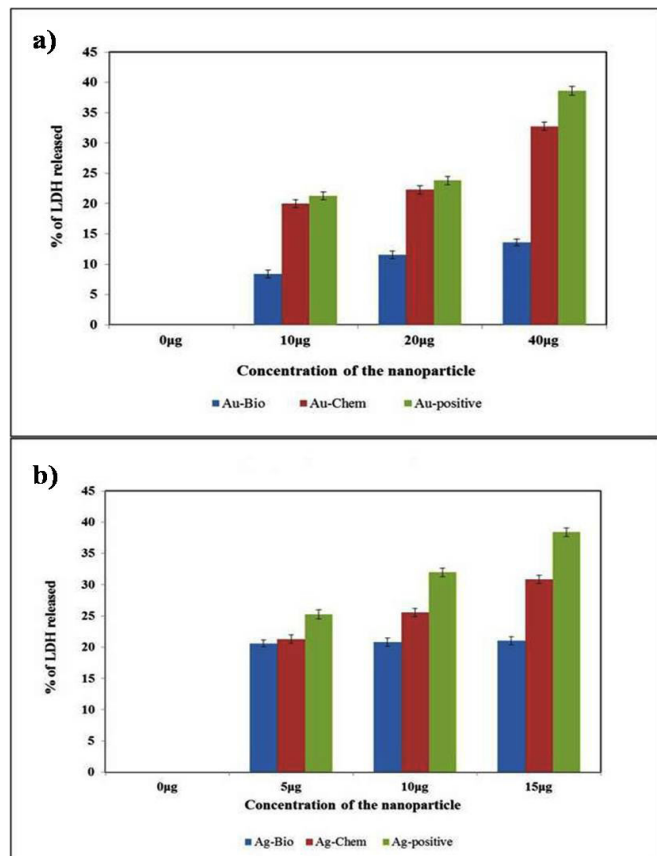 a)
45
40
35
30
25
20
15
10
5
0
% of LDH released
0µg 10µg 20µg 40µg
Concentration of the nanoparticle
Au-Bio Au-Chem Au-positive
b)
45
40
35
30
25
20
15
10
5
0
% of LDH released
0µg 5µg 10µg 15µg
Concentration of the nanoparticle
Ag-Bio Ag-Chem Ag-positive